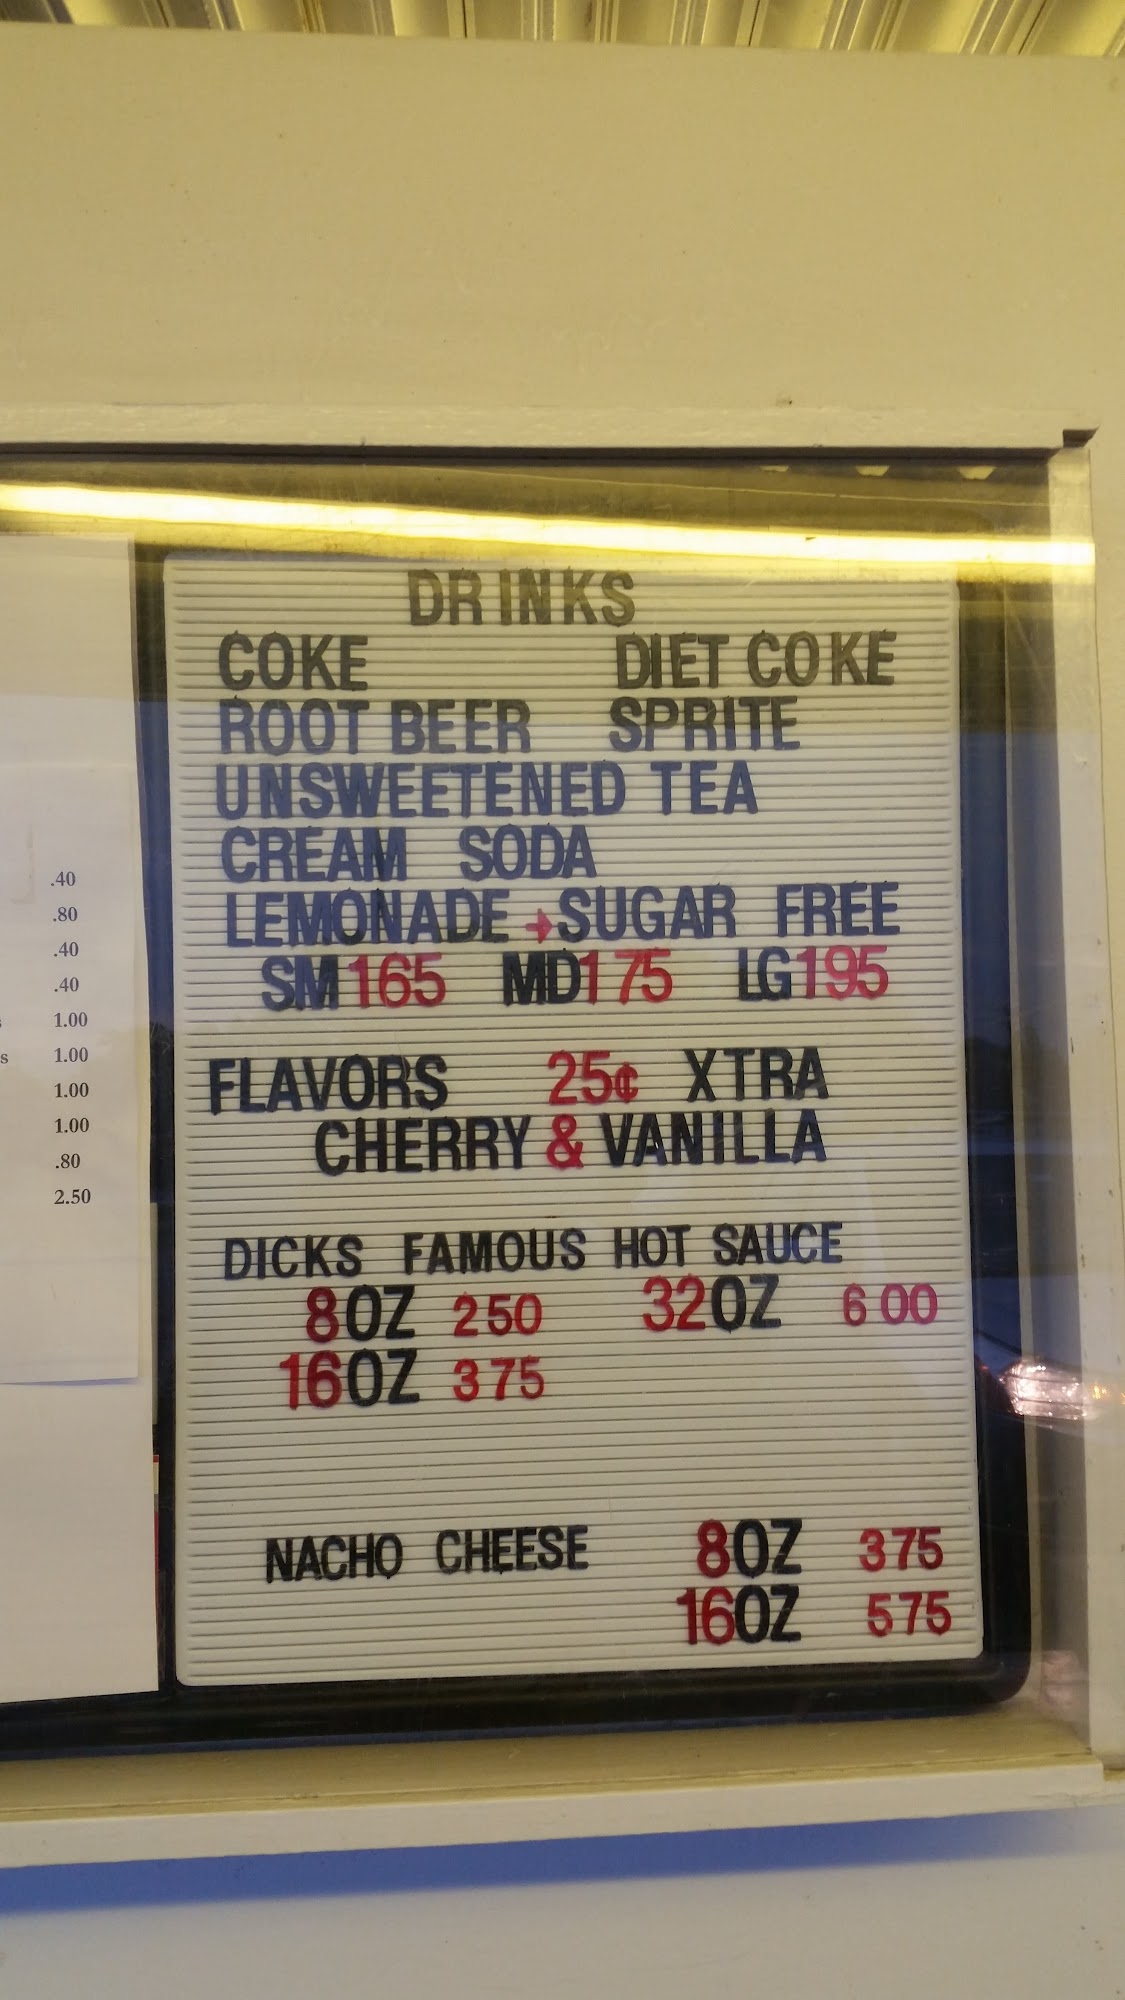 DRINKS
COKE DIET COKE
ROOT BEER SPRITE
UNSWEETENED TEA
CREAM SODA
LEMONADE → SUGAR FREE
SM 165 MD 175 LG 195
FLAVORS 25¢ XTRA
CHERRY & VANILLA
DICKS FAMOUS HOT SAUCE
8OZ 250 32OZ 600
16OZ 375
NACHO CHEESE 8OZ 375
16OZ 575
.40
.80
.40
.40
1.00
s 1.00
1.00
1.00
.80
2.50